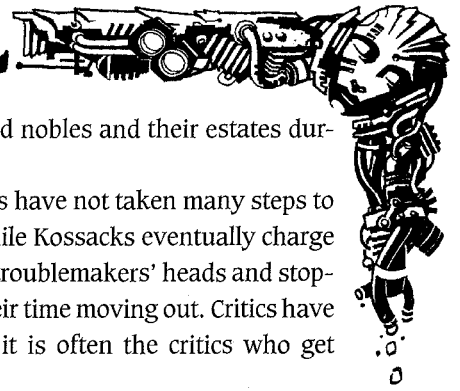 d nobles and their estates dur-
s have not taken many steps to
ile Kossacks eventually charge
troublemakers' heads and stop-
eir time moving out. Critics have
it is often the critics who get